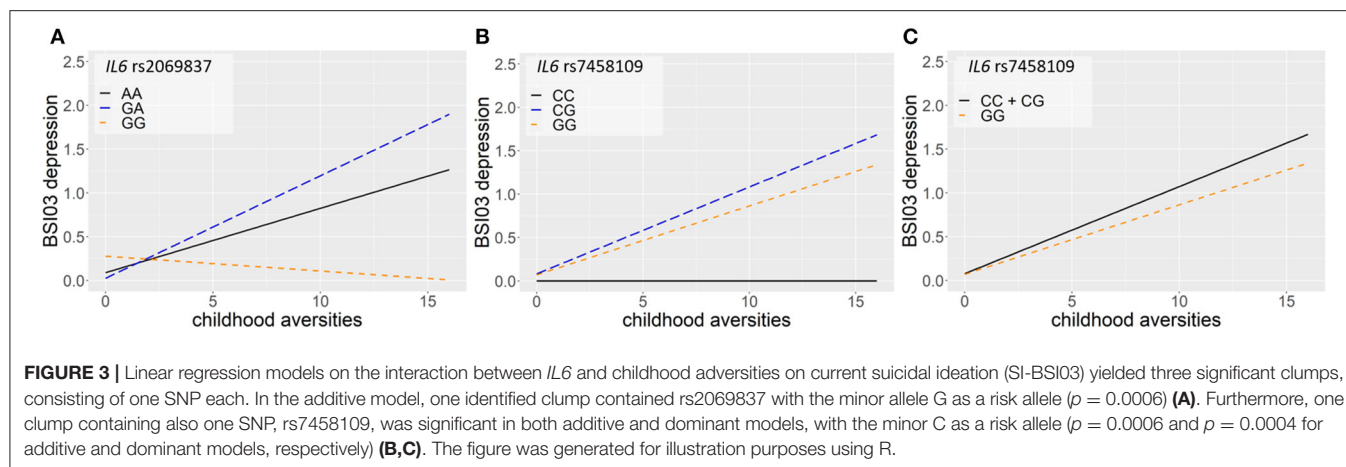 A
IL6 rs2069837
AA
GA
GG
2.5
2.0
1.5
1.0
0.5
0.0
BSI03 depression
0 5 10 15
childhood aversities
B
IL6 rs7458109
CC
CG
GG
2.5
2.0
1.5
1.0
0.5
0.0
BSI03 depression
0 5 10 15
childhood aversities
C
IL6 rs7458109
CC + CG
GG
2.5
2.0
1.5
1.0
0.5
0.0
BSI03 depression
0 5 10 15
childhood aversities
FIGURE 3 | Linear regression models on the interaction between IL6 and childhood adversities on current suicidal ideation (SI-BSI03) yielded three significant clumps,
consisting of one SNP each. In the additive model, one identified clump contained rs2069837 with the minor allele G as a risk allele (p = 0.0006) (A). Furthermore, one
clump containing also one SNP, rs7458109, was significant in both additive and dominant models, with the minor C as a risk allele (p = 0.0006 and p = 0.0004 for
additive and dominant models, respectively) (B,C). The figure was generated for illustration purposes using R.